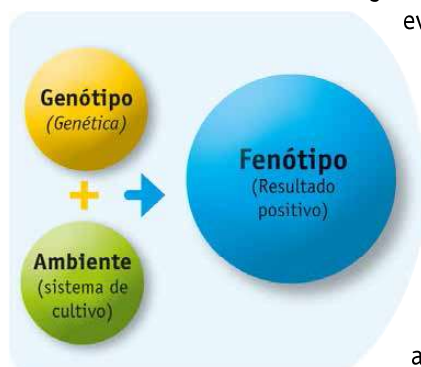 ev
Genótipo
(Genética)
+
Ambiente
(sistema de
cultivo)
Fenótipo
(Resultado
positivo)
a